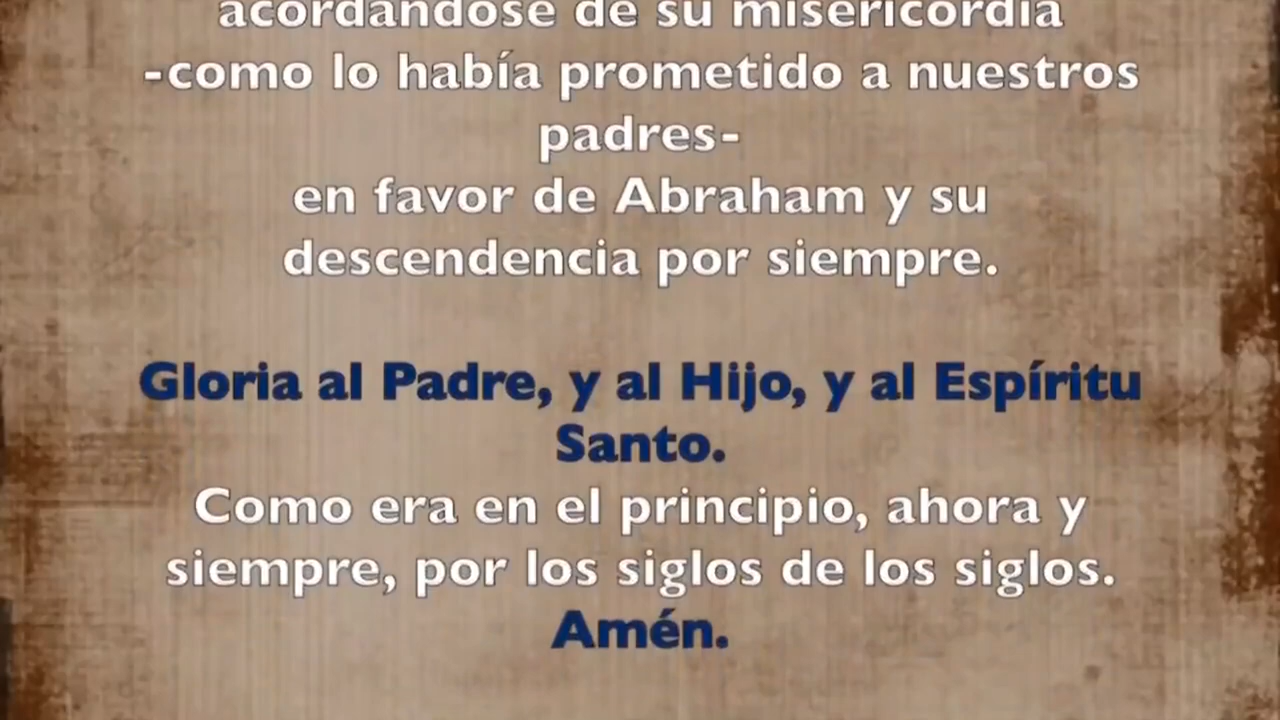 acordándose de su misericordia
-como lo había prometido a nuestros
padres-
en favor de Abraham y su
descendencia por siempre.
Gloria al Padre, y al Hijo, y al Espíritu
Santo.
Como era en el principio, ahora y
siempre, por los siglos de los siglos.
Amén.